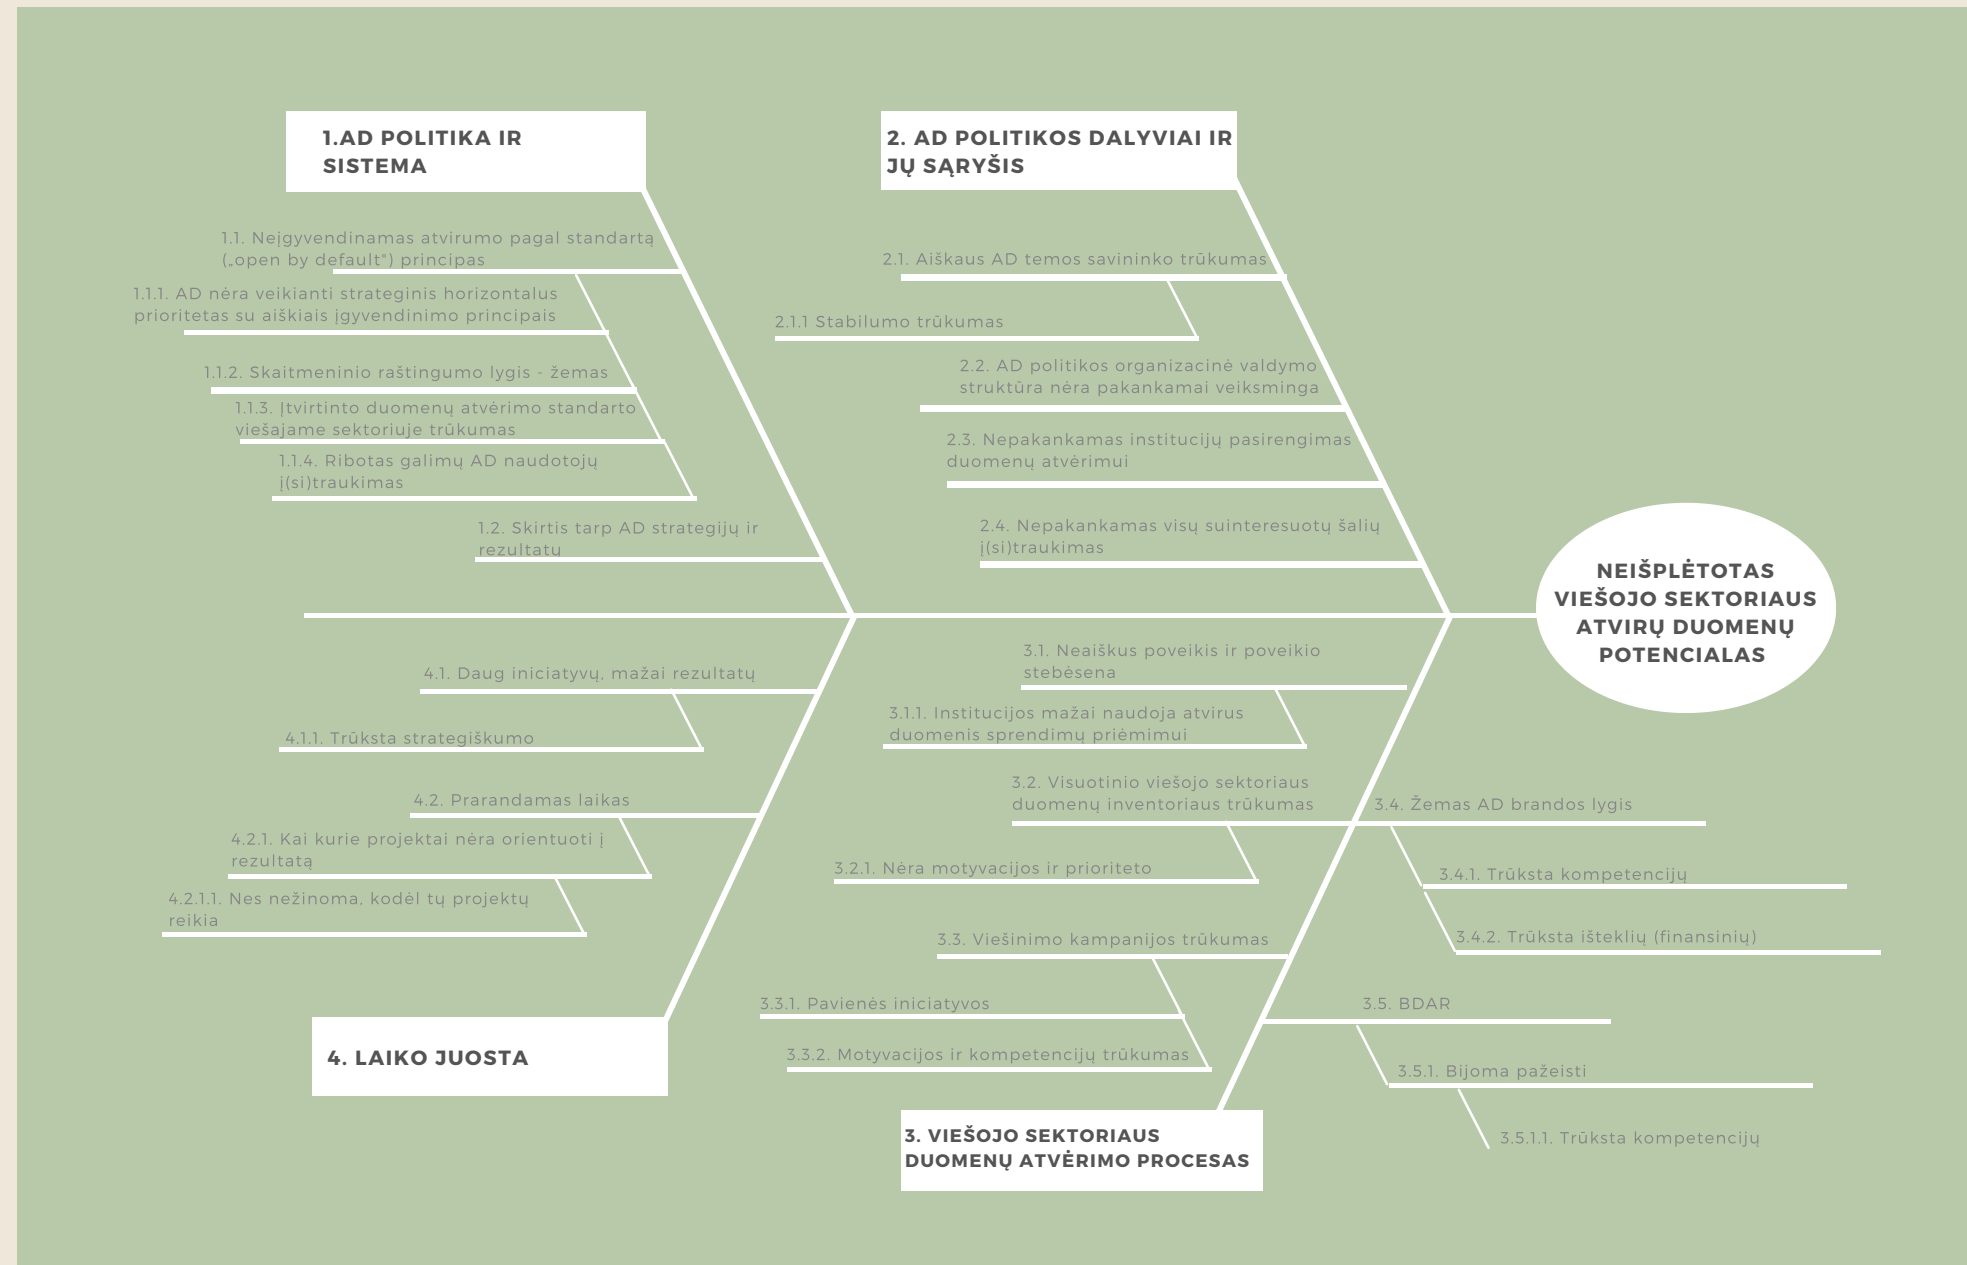 1.AD POLITIKA IR
SISTEMA
1.1. Neįgyvendinamas atvirumo pagal standartą
(„open by default") principas
1.1.1. AD nėra veikianti strateginis horizontalus
prioritetas su aiškiais įgyvendinimo principais
1.1.2. Skaitmeninio raštingumo lygis - žemas
1.1.3. Įtvirtinto duomenų atvėrimo standarto
viešajame sektoriuje trūkumas
1.1.4. Ribotas galimų AD naudotojų
į(si)traukimas
1.2. Skirtis tarp AD strategijų ir
rezultatų
2. AD POLITIKOS DALYVIAI IR
JŲ SĄRYŠIS
2.1. Aiškaus AD temos savininko trūkumas
2.1.1 Stabilumo trūkumas
2.2. AD politikos organizacinė valdymo
struktūra nėra pakankamai veiksminga
2.3. Nepakankamas institucijų pasirengimas
duomenų atvėrimui
2.4. Nepakankamas visų suinteresuotų šalių
į(si)traukimas
NEIŠPLĖTOTAS
VIEŠOJO SEKTORIAUS
ATVIRŲ DUOMENŲ
POTENCIALAS
4.1. Daug iniciatyvų, mažai rezultatų
4.1.1. Trūksta strategiškumo
4.2. Prarandamas laikas
4.2.1. Kai kurie projektai nėra orientuoti į
rezultatą
4.2.1.1. Nes nežinoma, kodėl tų projektų
reikia
4. LAIKO JUOSTA
3.1. Neaiškus poveikis ir poveikio
stebėsena
3.1.1. Institucijos mažai naudoja atvirus
duomenis sprendimų priėmimui
3.2. Visuotinio viešojo sektoriaus
duomenų inventoriaus trūkumas
3.2.1. Nėra motyvacijos ir prioriteto
3.3. Viešinimo kampanijos trūkumas
3.3.1. Pavienės iniciatyvos
3.3.2. Motyvacijos ir kompetencijų trūkumas
3.4. Žemas AD brandos lygis
3.4.1. Trūksta kompetencijų
3.4.2. Trūksta išteklių (finansinių)
3.5. BDAR
3.5.1. Bijoma pažeisti
3.5.1.1. Trūksta kompetencijų
3. VIEŠOJO SEKTORIAUS
DUOMENŲ ATVĖRIMO PROCESAS